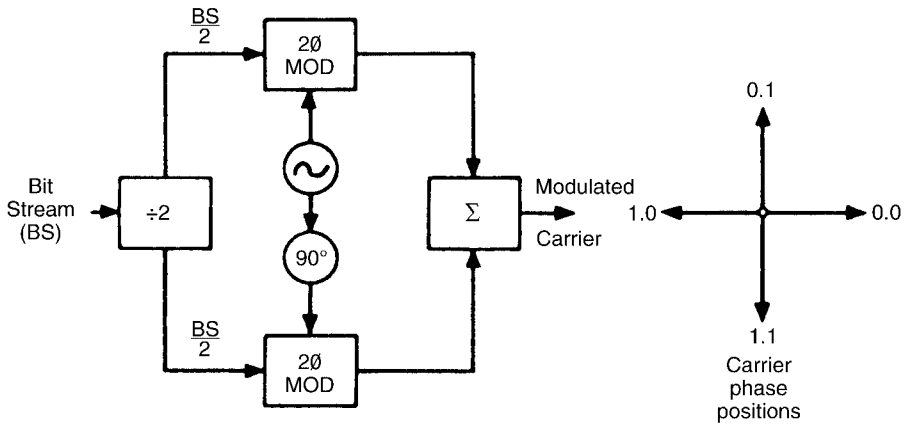 BS
2
2Ø
MOD
0.1
Bit
Stream
(BS)
÷2
Σ
Modulated
Carrier
1.0
0.0
90°
BS
2
2Ø
MOD
1.1
Carrier
phase
positions